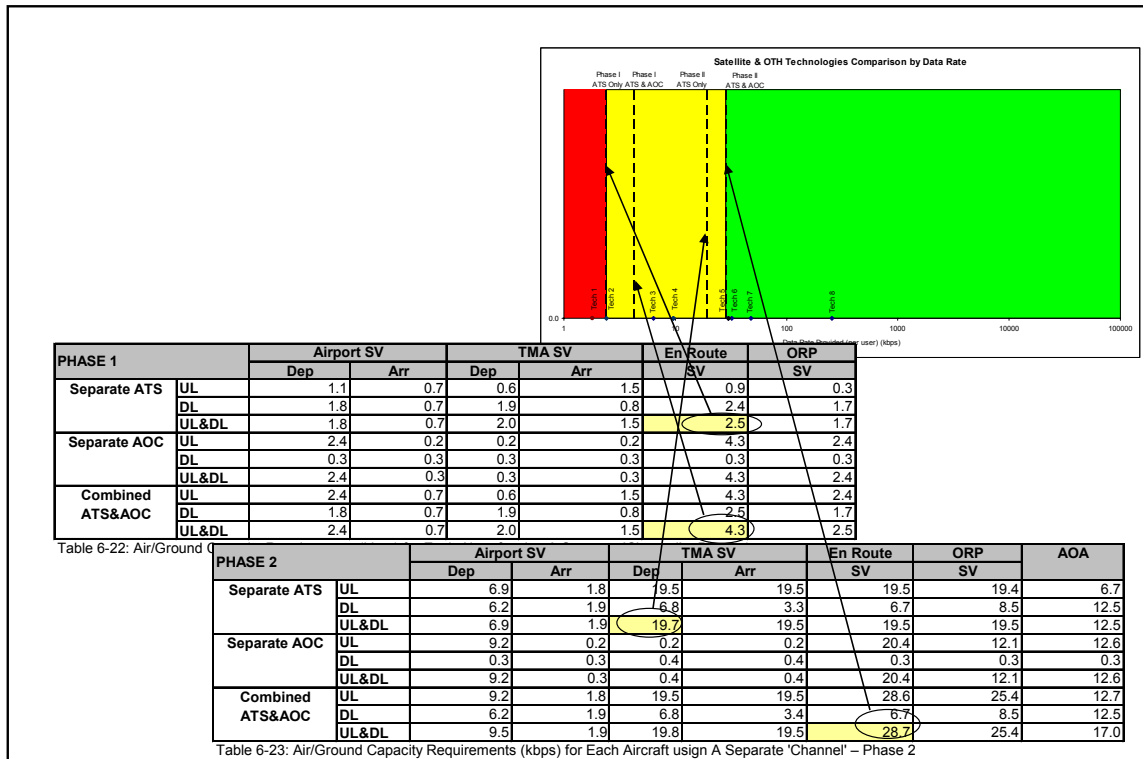 Satellite & OTH Technologies Comparison by Data Rate
Phase I Phase I Phase II Phase II
ATS Only ATS & AOC ATS Only ATS & AOC
Tech 1 Tech 2 Tech 3 Tech 4 Tech 5 Tech 6 Tech 7 Tech 8
0.0
1 10 100 1000 10000 100000
Data Rate Provided (per user) (kbps)
PHASE 1 Airport SV TMA SV En Route ORP
Dep Arr Dep Arr SV SV
Separate ATS UL 1.1 0.7 0.6 1.5 0.9 0.3
DL 1.8 0.7 1.9 0.8 2.4 1.7
UL&DL 1.8 0.7 2.0 1.5 2.5 1.7
Separate AOC UL 2.4 0.2 0.2 0.2 4.3 2.4
DL 0.3 0.3 0.3 0.3 0.3 0.3
UL&DL 2.4 0.3 0.3 0.3 4.3 2.4
Combined UL 2.4 0.7 0.6 1.5 4.3 2.4
ATS&AOC DL 1.8 0.7 1.9 0.8 2.5 1.7
UL&DL 2.4 0.7 2.0 1.5 4.3 2.5
Table 6-22: Air/Ground
PHASE 2 Airport SV TMA SV En Route ORP AOA
Dep Arr Dep Arr SV SV
Separate ATS UL 6.9 1.8 19.5 19.5 19.5 19.4 6.7
DL 6.2 1.9 6.8 3.3 6.7 8.5 12.5
UL&DL 6.9 1.9 19.7 19.5 19.5 19.5 12.5
Separate AOC UL 9.2 0.2 0.2 0.2 20.4 12.1 12.6
DL 0.3 0.3 0.4 0.4 0.3 0.3 0.3
UL&DL 9.2 0.3 0.4 0.4 20.4 12.1 12.6
Combined UL 9.2 1.8 19.5 19.5 28.6 25.4 12.7
ATS&AOC DL 6.2 1.9 6.8 3.4 6.7 8.5 12.5
UL&DL 9.5 1.9 19.8 19.5 28.7 25.4 17.0
Table 6-23: Air/Ground Capacity Requirements (kbps) for Each Aircraft usign A Separate 'Channel' – Phase 2